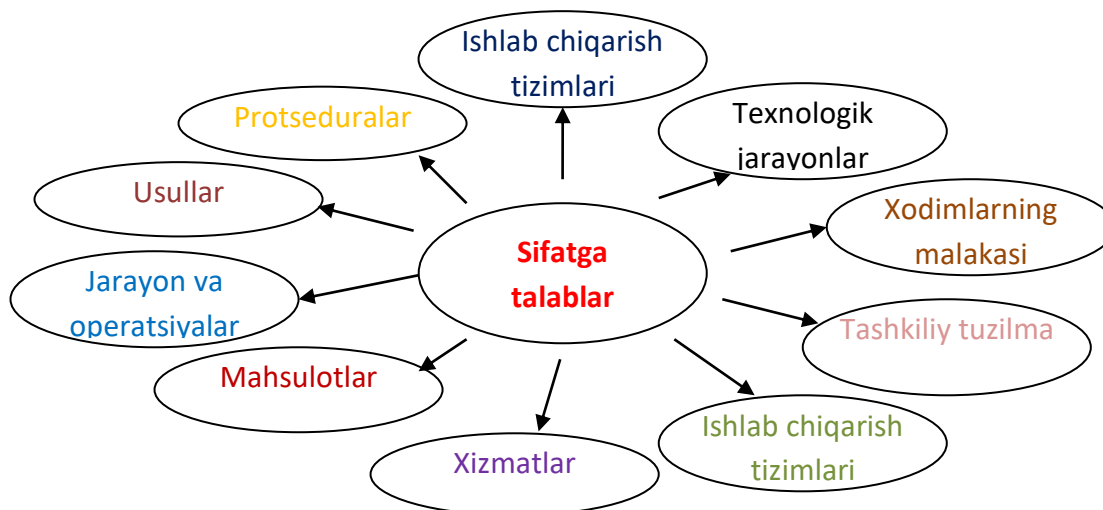 Ishlab chiqarish
tizimlari
Protseduralar
Texnologik
jarayonlar
Usullar
Xodimlarning
malakasi
Sifatga
talablar
Jarayon va
operatsiyalar
Tashkiliy tuzilma
Mahsulotlar
Ishlab chiqarish
tizimlari
Xizmatlar